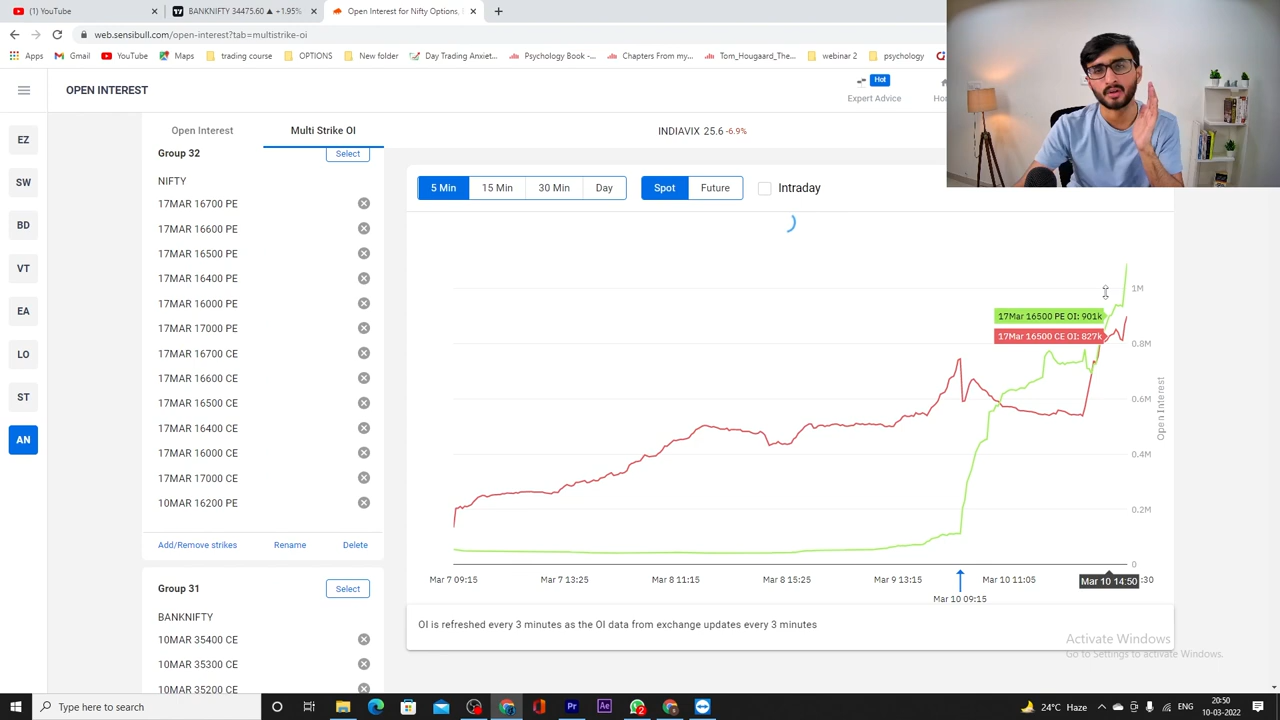 (1) YouTube
BANKNIFTY 34475.60 ▲ +1.95%
Open Interest for Nifty Options,
web.sensibull.com/open-interest?tab=multistrike-oi
Apps
Gmail
YouTube
Maps
trading course
OPTIONS
New folder
Day Trading Anxiet...
Psychology Book -...
Chapters From my...
Tom_Hougaard_The...
webinar 2
psychology
OPEN INTEREST
Hot
Expert Advice
EZ
SW
BD
VT
EA
LO
ST
AN
Open Interest
Multi Strike OI
Group 32
Select
NIFTY
17MAR 16700 PE
17MAR 16600 PE
17MAR 16500 PE
17MAR 16400 PE
17MAR 16000 PE
17MAR 17000 PE
17MAR 16700 CE
17MAR 16600 CE
17MAR 16500 CE
17MAR 16400 CE
17MAR 16000 CE
17MAR 17000 CE
10MAR 16200 PE
Add/Remove strikes
Rename
Delete
Group 31
Select
BANKNIFTY
10MAR 35400 CE
10MAR 35300 CE
10MAR 35200 CE
INDIAVIX 25.6 -6.9%
5 Min
15 Min
30 Min
Day
Spot
Future
Intraday
1M
0.8M
0.6M
0.4M
0.2M
0
Open Interest
17Mar 16500 PE OI: 901k
17Mar 16500 CE OI: 827k
Mar 7 09:15
Mar 7 13:25
Mar 8 11:15
Mar 8 15:25
Mar 9 13:15
Mar 10 11:05
Mar 10 14:50
:30
Mar 10 09:15
OI is refreshed every 3 minutes as the OI data from exchange updates every 3 minutes
Activate Windows
Go to Settings to activate Windows.
Type here to search
Pr
Ae
2
24°C Haze
ENG
20:50
10-03-2022